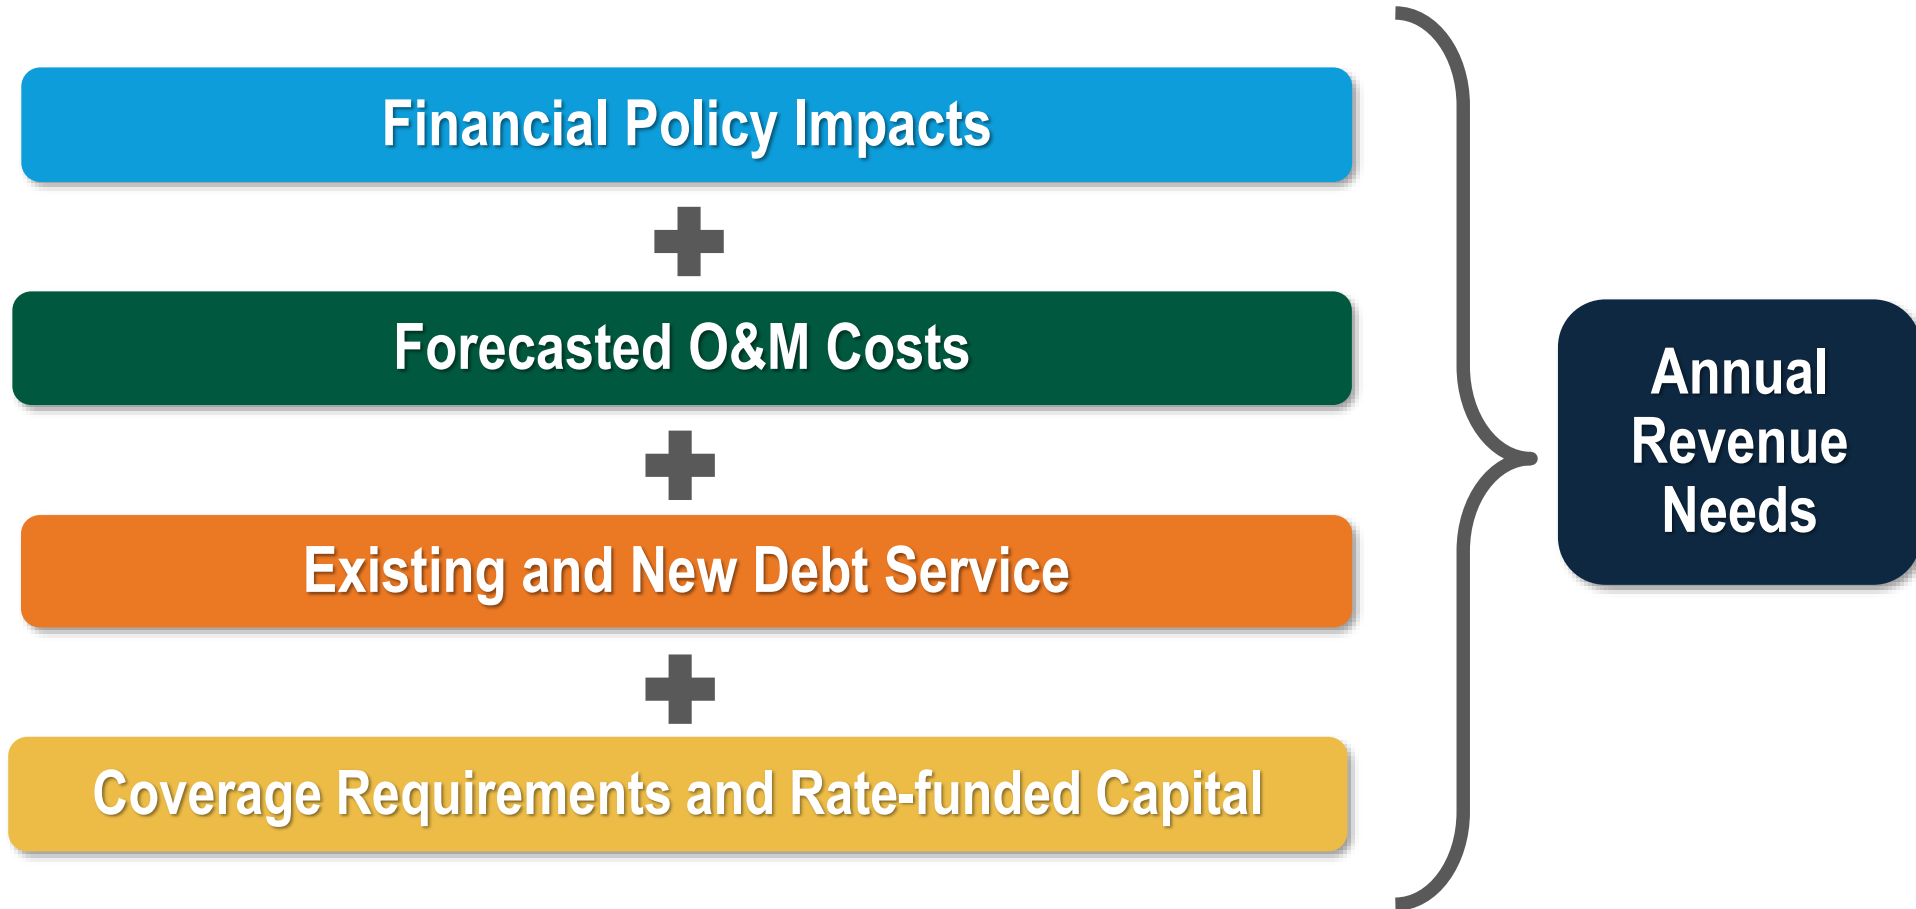 Financial Policy Impacts
Forecasted O&M Costs
Existing and New Debt Service
Coverage Requirements and Rate-funded Capital
Annual
Revenue
Needs